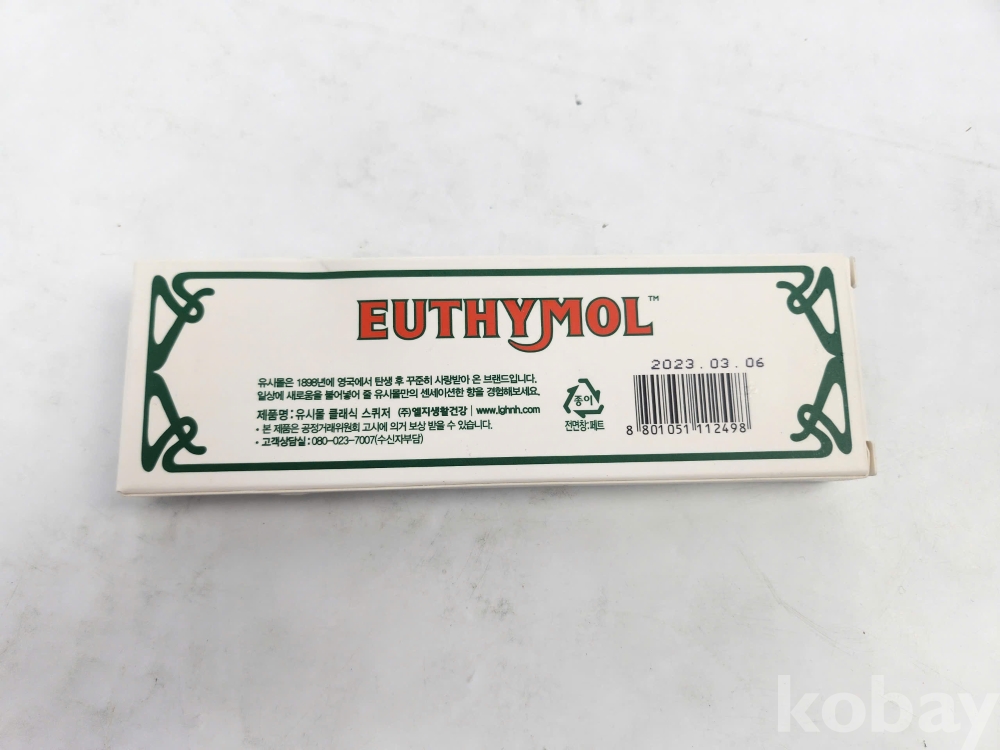 EUTHYMOL™
유시몰은 1898년에 영국에서 탄생 후 꾸준히 사랑받아 온 브랜드입니다.
일상에 새로움을 불어넣어 줄 유시몰만의 센세이션한 향을 경험해보세요.
제품명 : 유시몰 클래식 스퀴저 (주)엘지생활건강 | www.lghnh.com
• 본 제품은 공정거래위원회 고시에 의거 보상 받을 수 있습니다.
• 고객상담실 : 080-023-7007(수신자부담)
종이
전면창:페트
2023.03.06
8 801051 112498
kobay